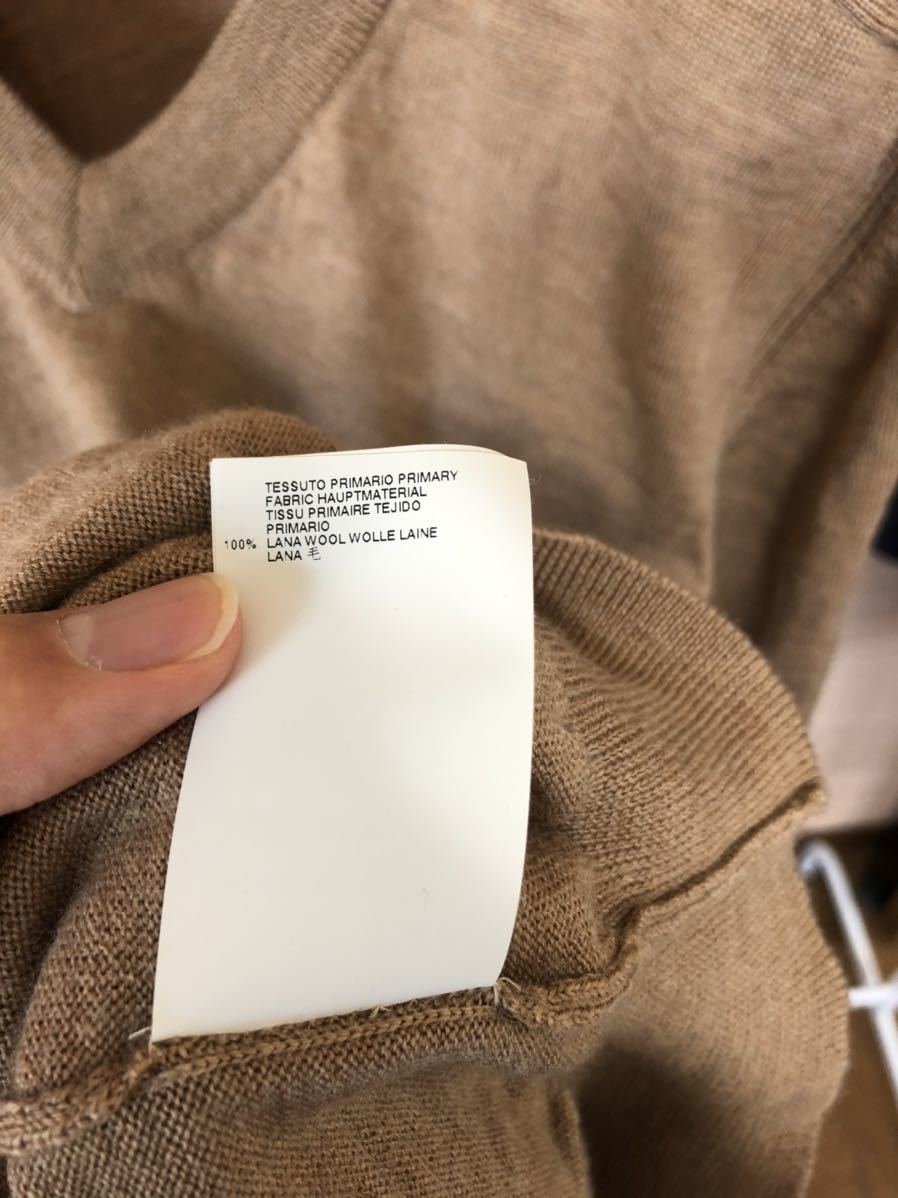 TESSUTO PRIMARIO PRIMARY
FABRIC HAUPTMATERIAL
TISSU PRIMAIRE TEJIDO
PRIMARIO
100% LANA WOOL WOLLE LAINE
LANA 毛